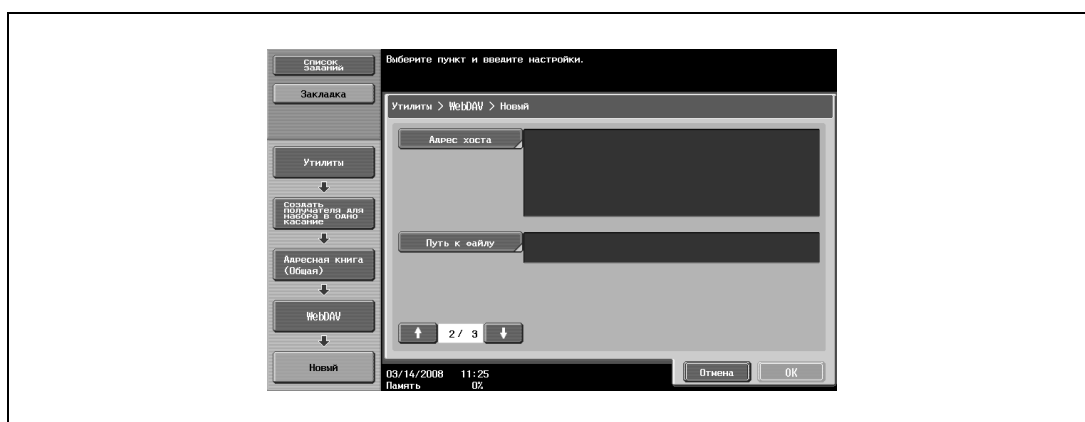 Список
заданий
Закладка
Утилиты
Создать
получателя для
набора в одно
касание
Адресная книга
(Общая)
WebDAV
Новый
Выберите пункт и введите настройки.
Утилиты > WebDAV > Новый
Адрес хоста
Путь к файлу
2/ 3
Отмена
OK
03/14/2008 11:25
Память 0%